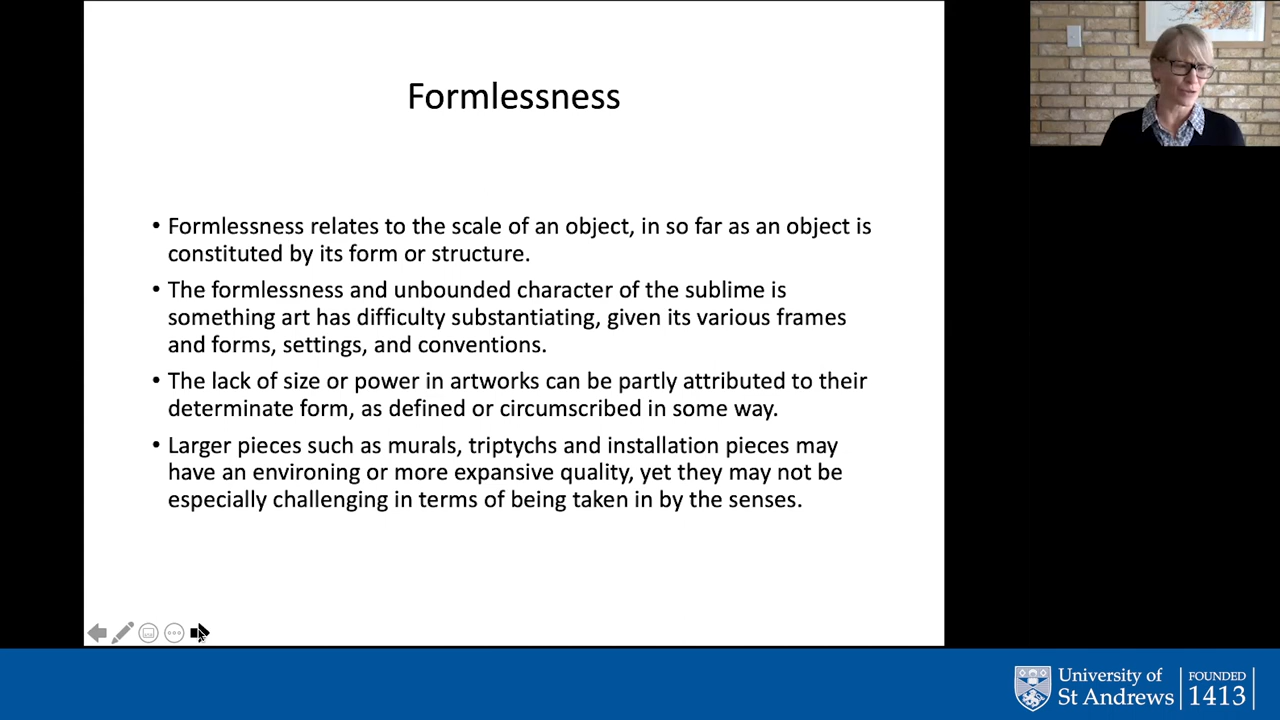 Formlessness
• Formlessness relates to the scale of an object, in so far as an object is
constituted by its form or structure.
• The formlessness and unbounded character of the sublime is
something art has difficulty substantiating, given its various frames
and forms, settings, and conventions.
• The lack of size or power in artworks can be partly attributed to their
determinate form, as defined or circumscribed in some way.
• Larger pieces such as murals, triptychs and installation pieces may
have an environing or more expansive quality, yet they may not be
especially challenging in terms of being taken in by the senses.
University of
St Andrews
FOUNDED
1413